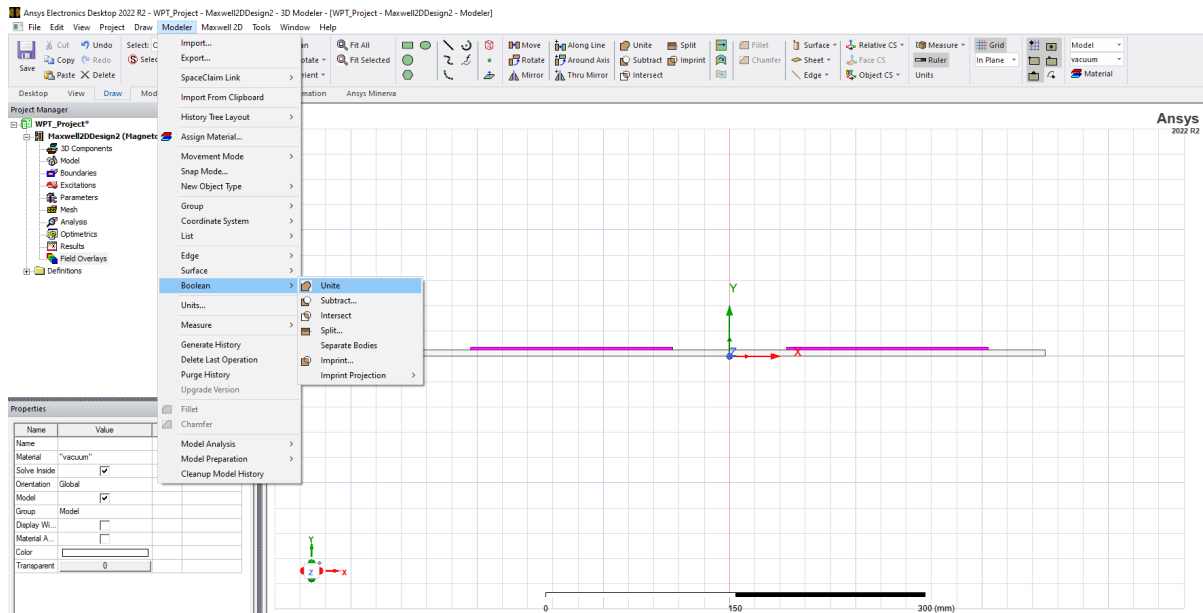 Ansys Electronics Desktop 2022 R2 - WPT_Project - Maxwell2DDesign2 - 3D Modeler - [WPT_Project - Maxwell2DDesign2 - Modeler]
File Edit View Project Draw Modeler Maxwell 2D Tools Window Help
Save
Cut Undo Select: O
Copy Redo Selec
Paste Delete
an Fit All
otate Fit Selected
rient
Move Along Line Unite Split Fillet Surface Relative CS Measure Grid Model
Rotate Around Axis Subtract Imprint Chamfer Sheet Face CS Ruler In Plane vacuum
Mirror Thru Mirror Intersect Edge Object CS Units Material
Desktop View Draw Mod mation Ansys Minerva
Project Manager
WPT_Project*
Maxwell2DDesign2 (Magneto
3D Components
Model
Boundaries
Excitations
Parameters
Mesh
Analysis
Optimetrics
Results
Field Overlays
Definitions
Import...
Export...
SpaceClaim Link
Import From Clipboard
History Tree Layout
Assign Material...
Movement Mode
Snap Mode...
New Object Type
Group
Coordinate System
List
Edge
Surface
Boolean
Units...
Measure
Generate History
Delete Last Operation
Purge History
Upgrade Version
Fillet
Chamfer
Model Analysis
Model Preparation
Cleanup Model History
Unite
Subtract...
Intersect
Split...
Separate Bodies
Imprint...
Imprint Projection
Ansys
2022 R2
Y
Z X
Properties
Name Value
Name
Material "vacuum"
Solve Inside
Orientation Global
Model
Group Model
Display Wi...
Material A...
Color
Transparent 0
Y
Z X
0 150 300 (mm)